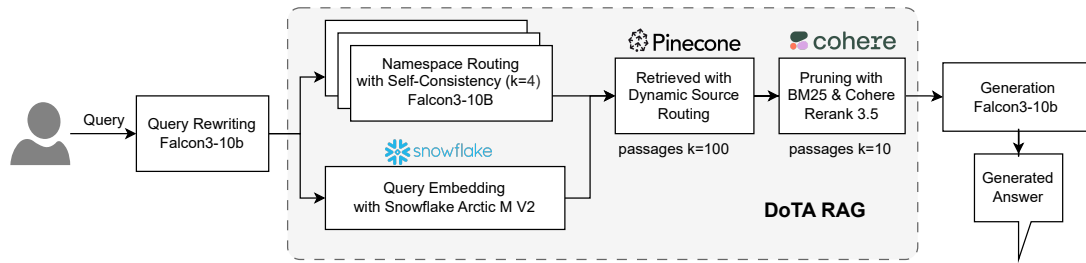 Query
Query Rewriting
Falcon3-10b
Namespace Routing
with Self-Consistency (k=4)
Falcon3-10B
snowflake
Query Embedding
with Snowflake Arctic M V2
Pinecone
Retrieved with
Dynamic Source
Routing
passages k=100
cohere
Pruning with
BM25 & Cohere
Rerank 3.5
passages k=10
DoTA RAG
Generation
Falcon3-10b
Generated
Answer